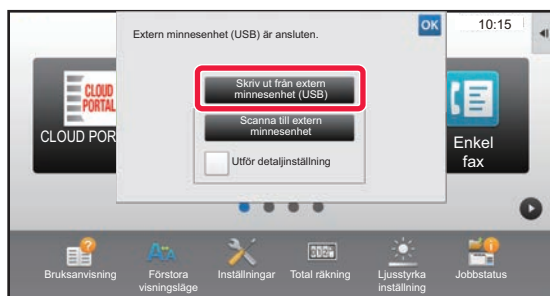 Extern minnesenhet (USB) är ansluten.
OK
10:15
Skriv ut från extern
minnesenhet (USB)
Scanna till extern
minnesenhet
Utför detaljinställning
CLOUD
PORTAL
CLOUD POR
Enkel
fax
Bruksanvisning
Förstora
visningsläge
Inställningar
Total räkning
Ljusstyrka
inställning
Jobbstatus